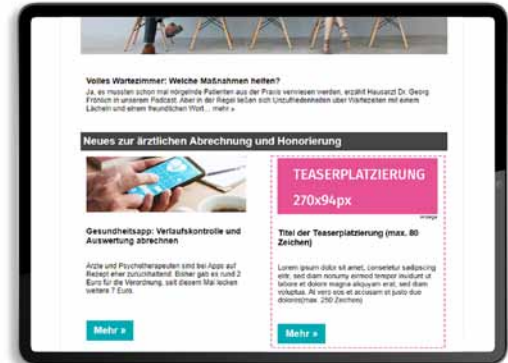 Volles Wartezimmer: Welche Maßnahmen helfen?
Ja, es mussten schon mal nörgelnde Patienten aus der Praxis verwiesen werden, erzählt Hausarzt Dr. Georg
Fröhlich in unserem Podcast. Aber in der Regel ließen sich Unzufriedenheiten über Wartezeiten mit einem
Lächeln und einem freundlichen Wort... mehr »
Neues zur ärztlichen Abrechnung und Honorierung
Gesundheitsapp: Verlaufskontrolle und
Auswertung abrechnen
Ärzte und Psychotherapeuten sind bei Apps auf
Rezept eher zurückhaltend: Bisher gab es rund 2
Euro für die Verordnung, seit diesem Mai locken
weitere 7 Euro.
Mehr »
TEASERPLATZIERUNG
270x94px
Anzeige
Titel der Teaserplatzierung (max. 80
Zeichen)
Lorem ipsum dolor sit amet, consetetur sadipscing
elitr, sed diam nonumy eirmod tempor invidunt ut
labore et dolore magna aliquyam erat, sed diam
voluptua. At vero eos et accusam et justo duo
dolores(max. 250 Zeichen)
Mehr »